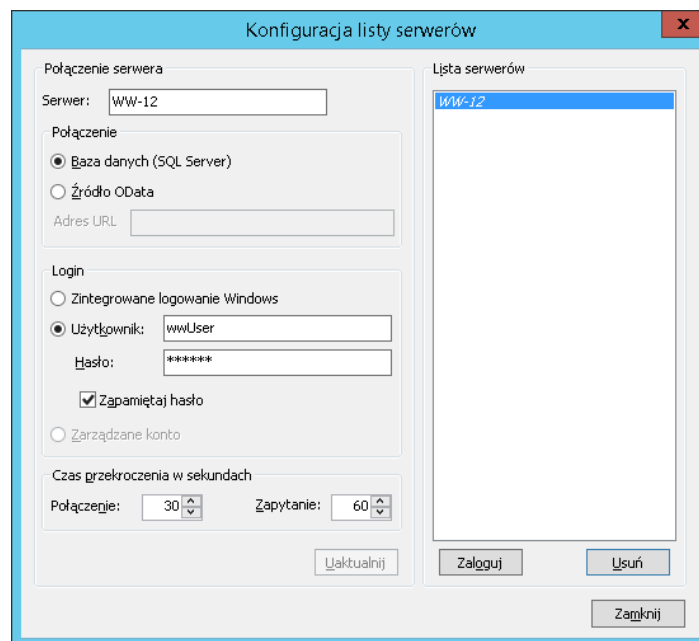 Konfiguracja listy serwerów
x
Połączenie serwera
Serwer: WW-12
Połączenie
Baza danych (SQL Server)
Źródło OData
Adres URL
Login
Zintegrowane logowanie Windows
Użytkownik: wwUser
Hasło: ******
Zapamiętaj hasło
Zarządzane konto
Czas przekroczenia w sekundach
Połączenie: 30 Zapytanie: 60
Uaktualnij
Lista serwerów
WW-12
Zaloguj Usuń
Zamknij